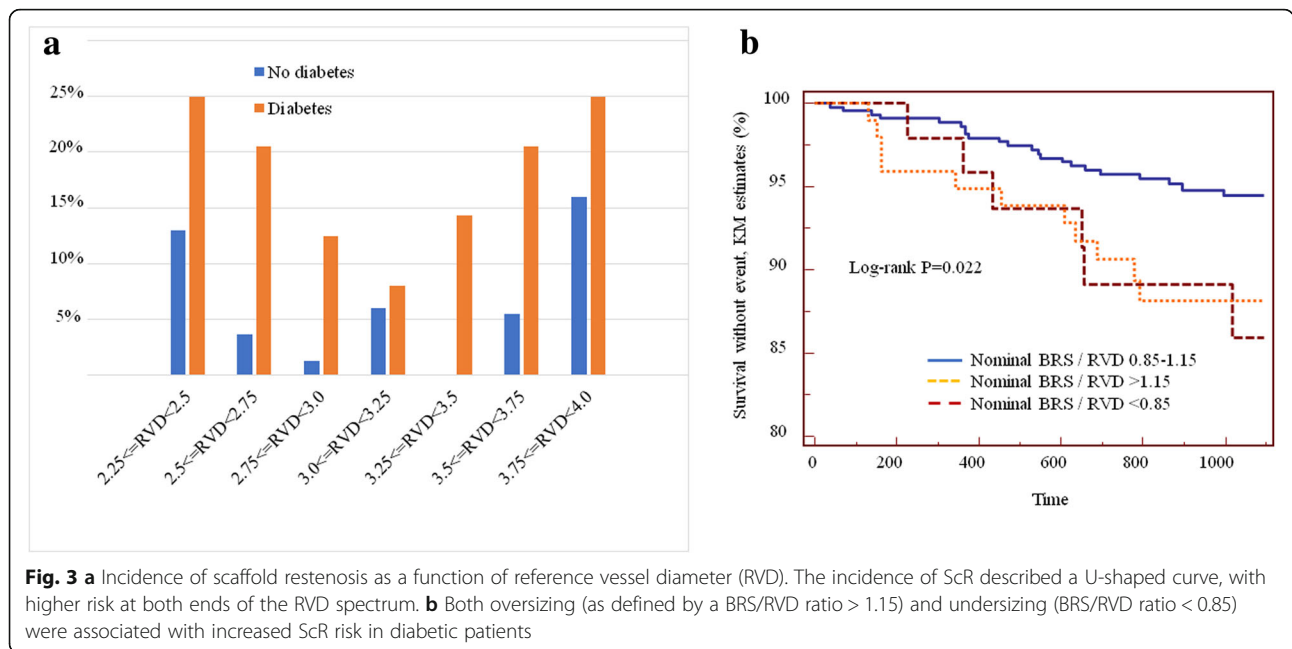 a
No diabetes
Diabetes
25%
20%
15%
10%
5%
2.25<=RVD<2.5
2.5<=RVD<2.75
2.75<=RVD<3.0
3.0<=RVD<3.25
3.25<=RVD<3.5
3.5<=RVD<3.75
3.75<=RVD<4.0
b
Survival without event, KM estimates (%)
100
95
90
85
80
Log-rank P=0.022
Nominal BRS / RVD 0.85-1.15
Nominal BRS / RVD >1.15
Nominal BRS / RVD <0.85
0 200 400 600 800 1000
Time
Fig. 3 a Incidence of scaffold restenosis as a function of reference vessel diameter (RVD). The incidence of ScR described a U-shaped curve, with
higher risk at both ends of the RVD spectrum. b Both oversizing (as defined by a BRS/RVD ratio > 1.15) and undersizing (BRS/RVD ratio < 0.85)
were associated with increased ScR risk in diabetic patients